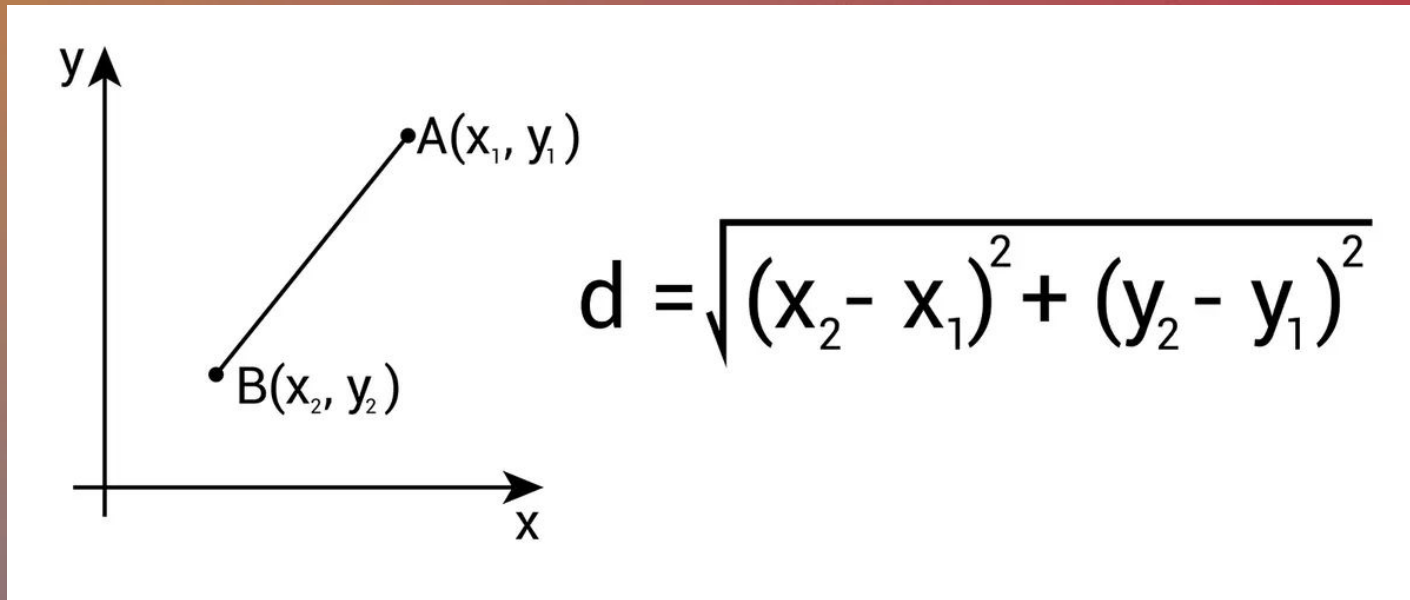 y
A(x₁, y₁)
d = √(x₂- x₁)² + (y₂- y₁)²
B(x₂, y₂)
x